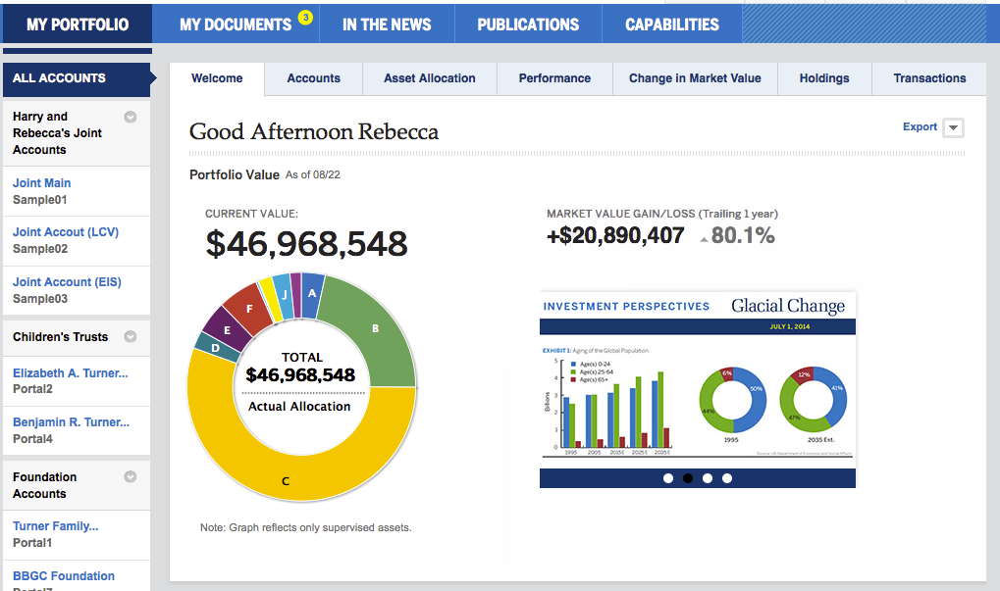 MY PORTFOLIO
MY DOCUMENTS 3
IN THE NEWS
PUBLICATIONS
CAPABILITIES
ALL ACCOUNTS
Harry and
Rebecca's Joint
Accounts
Joint Main
Sample01
Joint Accout (LCV)
Sample02
Joint Account (EIS)
Sample03
Children's Trusts
Elizabeth A. Turner...
Portal2
Benjamin R. Turner...
Portal4
Foundation
Accounts
Turner Family...
Portal1
BBGC Foundation
Welcome
Accounts
Asset Allocation
Performance
Change in Market Value
Holdings
Transactions
Good Afternoon Rebecca
Export
Portfolio Value As of 08/22
CURRENT VALUE:
$46,968,548
A
B
C
D
E
F
J
TOTAL
$46,968,548
Actual Allocation
Note: Graph reflects only supervised assets.
MARKET VALUE GAIN/LOSS (Trailing 1 year)
+$20,890,407 80.1%
INVESTMENT PERSPECTIVES Glacial Change
JULY 1, 2014
EXHIBIT 1: Aging of the Global Population
Age(s) 0-24
Age(s) 25-64
Age(s) 65+
Billions
5
4
3
2
1
0
1995 2005 2015E 2025E 2035E
6%
50%
44%
1995
12%
41%
47%
2035 Est.